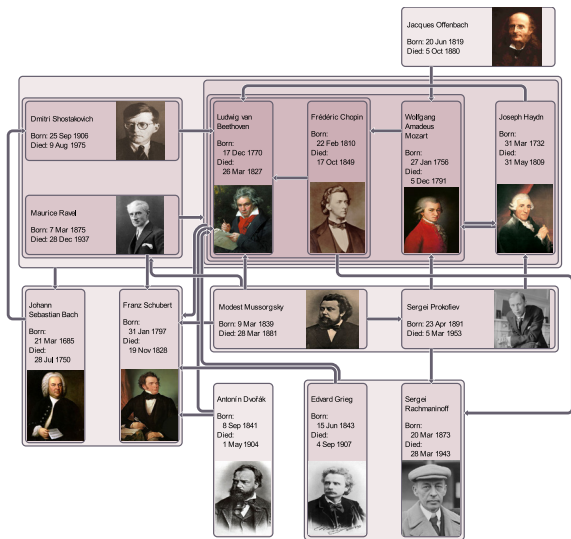 Jacques Offenbach
Born: 20 Jun 1819
Died: 5 Oct 1880
Dmitri Shostakovich
Born: 25 Sep 1906
Died: 9 Aug 1975
Ludwig van
Beethoven
Born:
17 Dec 1770
Died:
26 Mar 1827
Frédéric Chopin
Born:
22 Feb 1810
Died:
17 Oct 1849
Wolfgang
Amadeus
Mozart
Born:
27 Jan 1756
Died:
5 Dec 1791
Joseph Haydn
Born:
31 Mar 1732
Died:
31 May 1809
Maurice Ravel
Born: 7 Mar 1875
Died: 28 Dec 1937
Johann
Sebastian Bach
Born:
21 Mar 1685
Died:
28 Jul 1750
Franz Schubert
Born:
31 Jan 1797
Died:
19 Nov 1828
Modest Mussorgsky
Born: 9 Mar 1839
Died: 28 Mar 1881
Sergei Prokofiev
Born: 23 Apr 1891
Died: 5 Mar 1953
Antonín Dvořák
Born:
8 Sep 1841
Died:
1 May 1904
Edvard Grieg
Born:
15 Jun 1843
Died:
4 Sep 1907
Sergei
Rachmaninoff
Born:
20 Mar 1873
Died:
28 Mar 1943